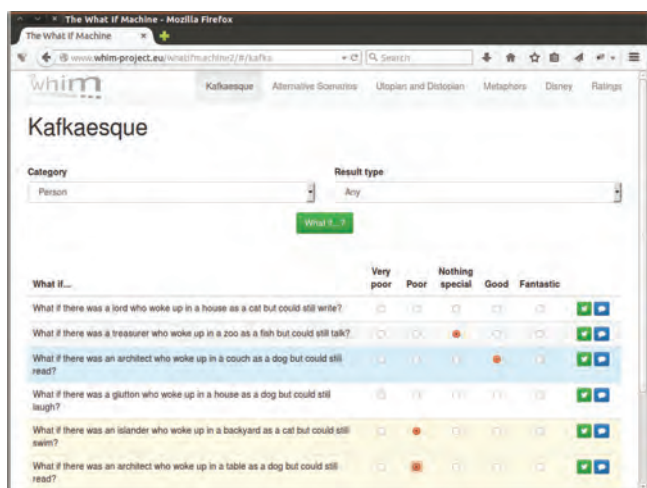 The What If Machine - Mozilla Firefox
The What If Machine
www.whim-project.eu/whatifmachine2/#/kafka
Search
whim
Kafkaesque Alternative Scenarios Utopian and Distopian Metaphors Disney Ratings
Kafkaesque
Category Result type
Person Any
What if...?
What if... Very poor Poor Nothing special Good Fantastic
What if there was a lord who woke up in a house as a cat but could still write?
What if there was a treasurer who woke up in a zoo as a fish but could still talk?
What if there was an architect who woke up in a couch as a dog but could still
read?
What if there was a glutton who woke up in a house as a dog but could still
laugh?
What if there was an islander who woke up in a backyard as a cat but could still
swim?
What if there was an architect who woke up in a table as a dog but could still
read?